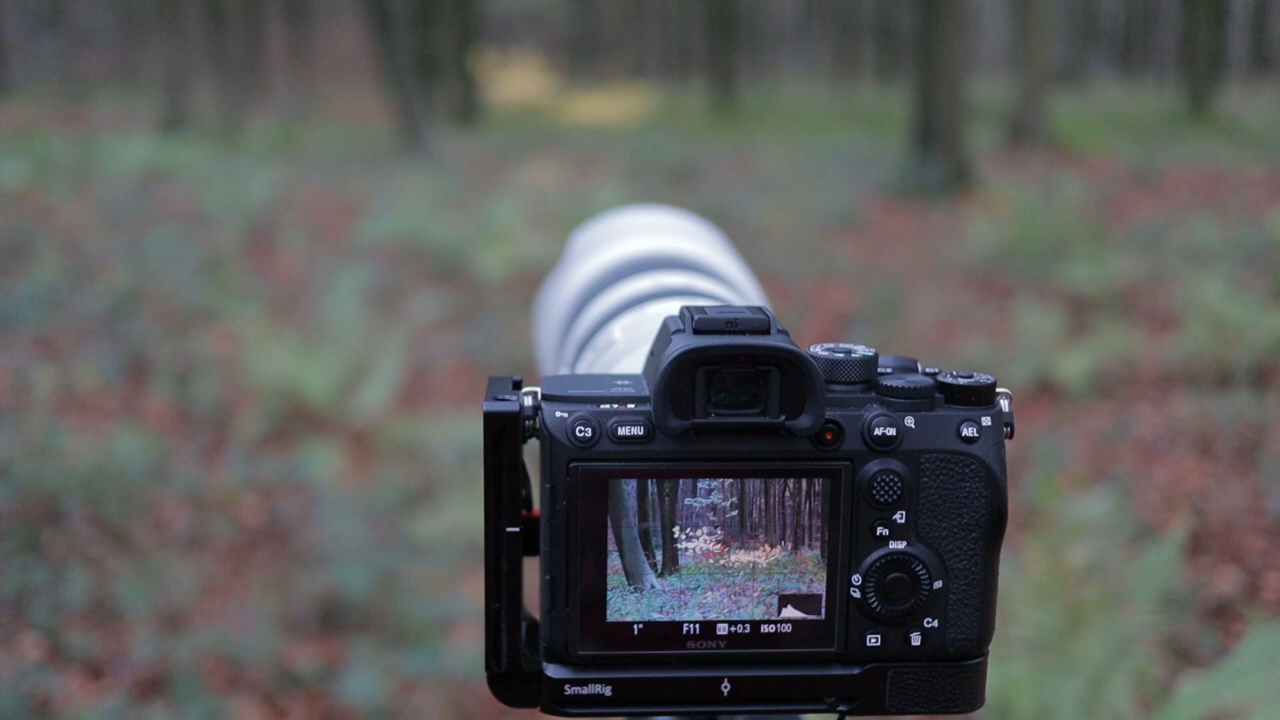 C3 MENU
AF-ON
AEL
Fn
DISP
1" F11 +0.3 ISO100
SONY
C4
SmallRig